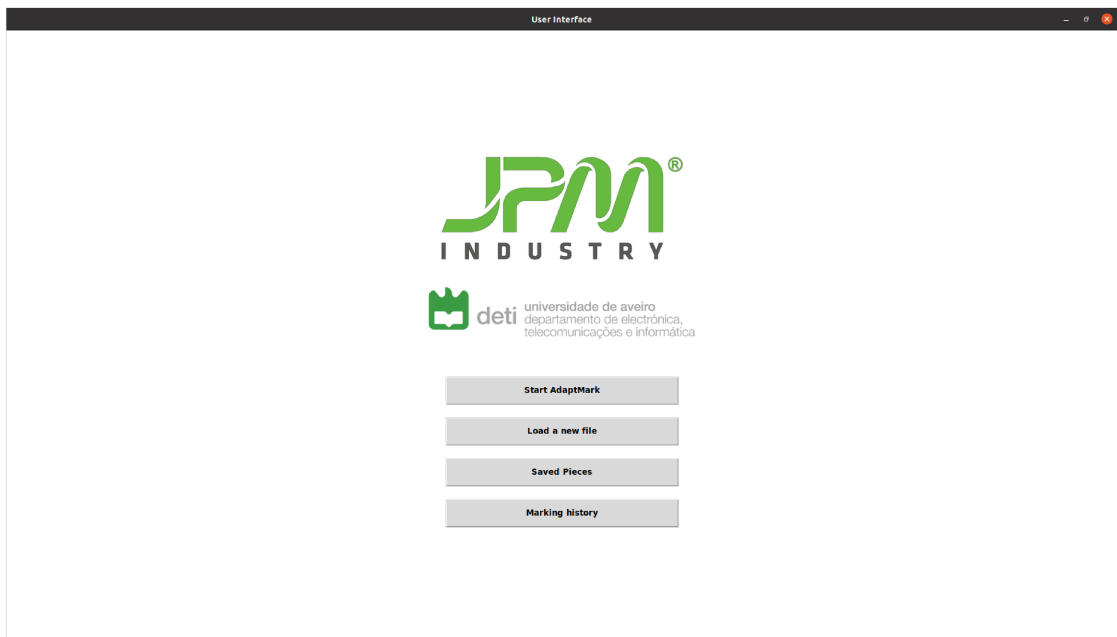 User Interface
JPM®
INDUSTRY
deti
universidade de aveiro
departamento de electrónica,
telecomunicações e informática
Start AdaptMark
Load a new file
Saved Pieces
Marking history